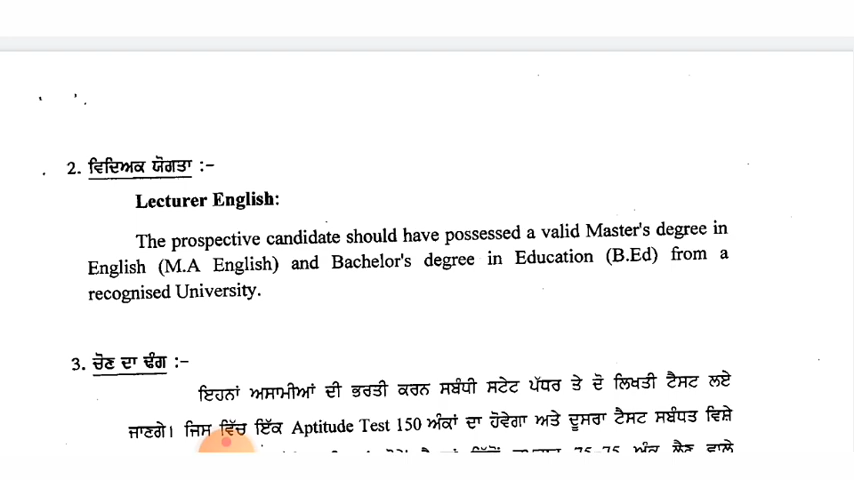 2. ਵਿਦਿਅਕ ਯੋਗਤਾ :-
Lecturer English:
The prospective candidate should have possessed a valid Master's degree in
English (M.A English) and Bachelor's degree in Education (B.Ed) from a
recognised University.
3. ਚੋਣ ਦਾ ਢੰਗ :-
ਇਹਨਾਂ ਅਸਾਮੀਆਂ ਦੀ ਭਰਤੀ ਕਰਨ ਸਬੰਧੀ ਸਟੇਟ ਪੱਧਰ ਤੇ ਦੋ ਲਿਖਤੀ ਟੈਸਟ ਲਏ
ਜਾਣਗੇ। ਜਿਸ ਵਿੱਚ ਇੱਕ Aptitude Test 150 ਅੰਕਾਂ ਦਾ ਹੋਵੇਗਾ ਅਤੇ ਦੂਸਰਾ ਟੈਸਟ ਸਬੰਧਤ ਵਿਸ਼ੇ
75-75 ਅੰਕ ਲੈਣ ਵਾਲੇ